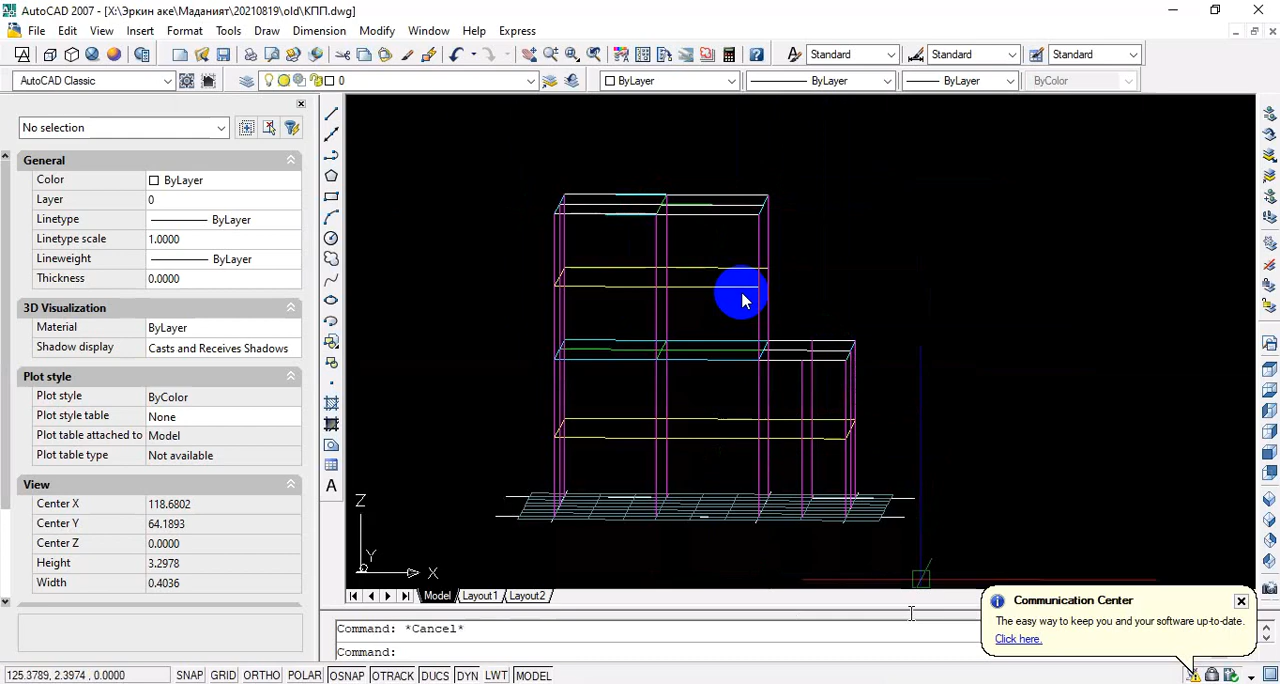 AutoCAD 2007 - [X:\Эркин аке\Маданият\20210819\old\КПП.dwg]
File Edit View Insert Format Tools Draw Dimension Modify Window Help Express
Standard Standard Standard
AutoCAD Classic 0 ByLayer ByLayer ByLayer ByColor
No selection
General
Color ByLayer
Layer 0
Linetype ByLayer
Linetype scale 1.0000
Lineweight ByLayer
Thickness 0.0000
3D Visualization
Material ByLayer
Shadow display Casts and Receives Shadows
Plot style
Plot style ByColor
Plot style table None
Plot table attached to Model
Plot table type Not available
View
Center X 118.6802
Center Y 64.1893
Center Z 0.0000
Height 3.2978
Width 0.4036
Z
Y
X
Model Layout1 Layout2
Command: *Cancel*
Command:
Communication Center
The easy way to keep you and your software up-to-date.
Click here.
125.3789, 2.3974 , 0.0000 SNAP GRID ORTHO POLAR OSNAP OTRACK DUCS DYN LWT MODEL